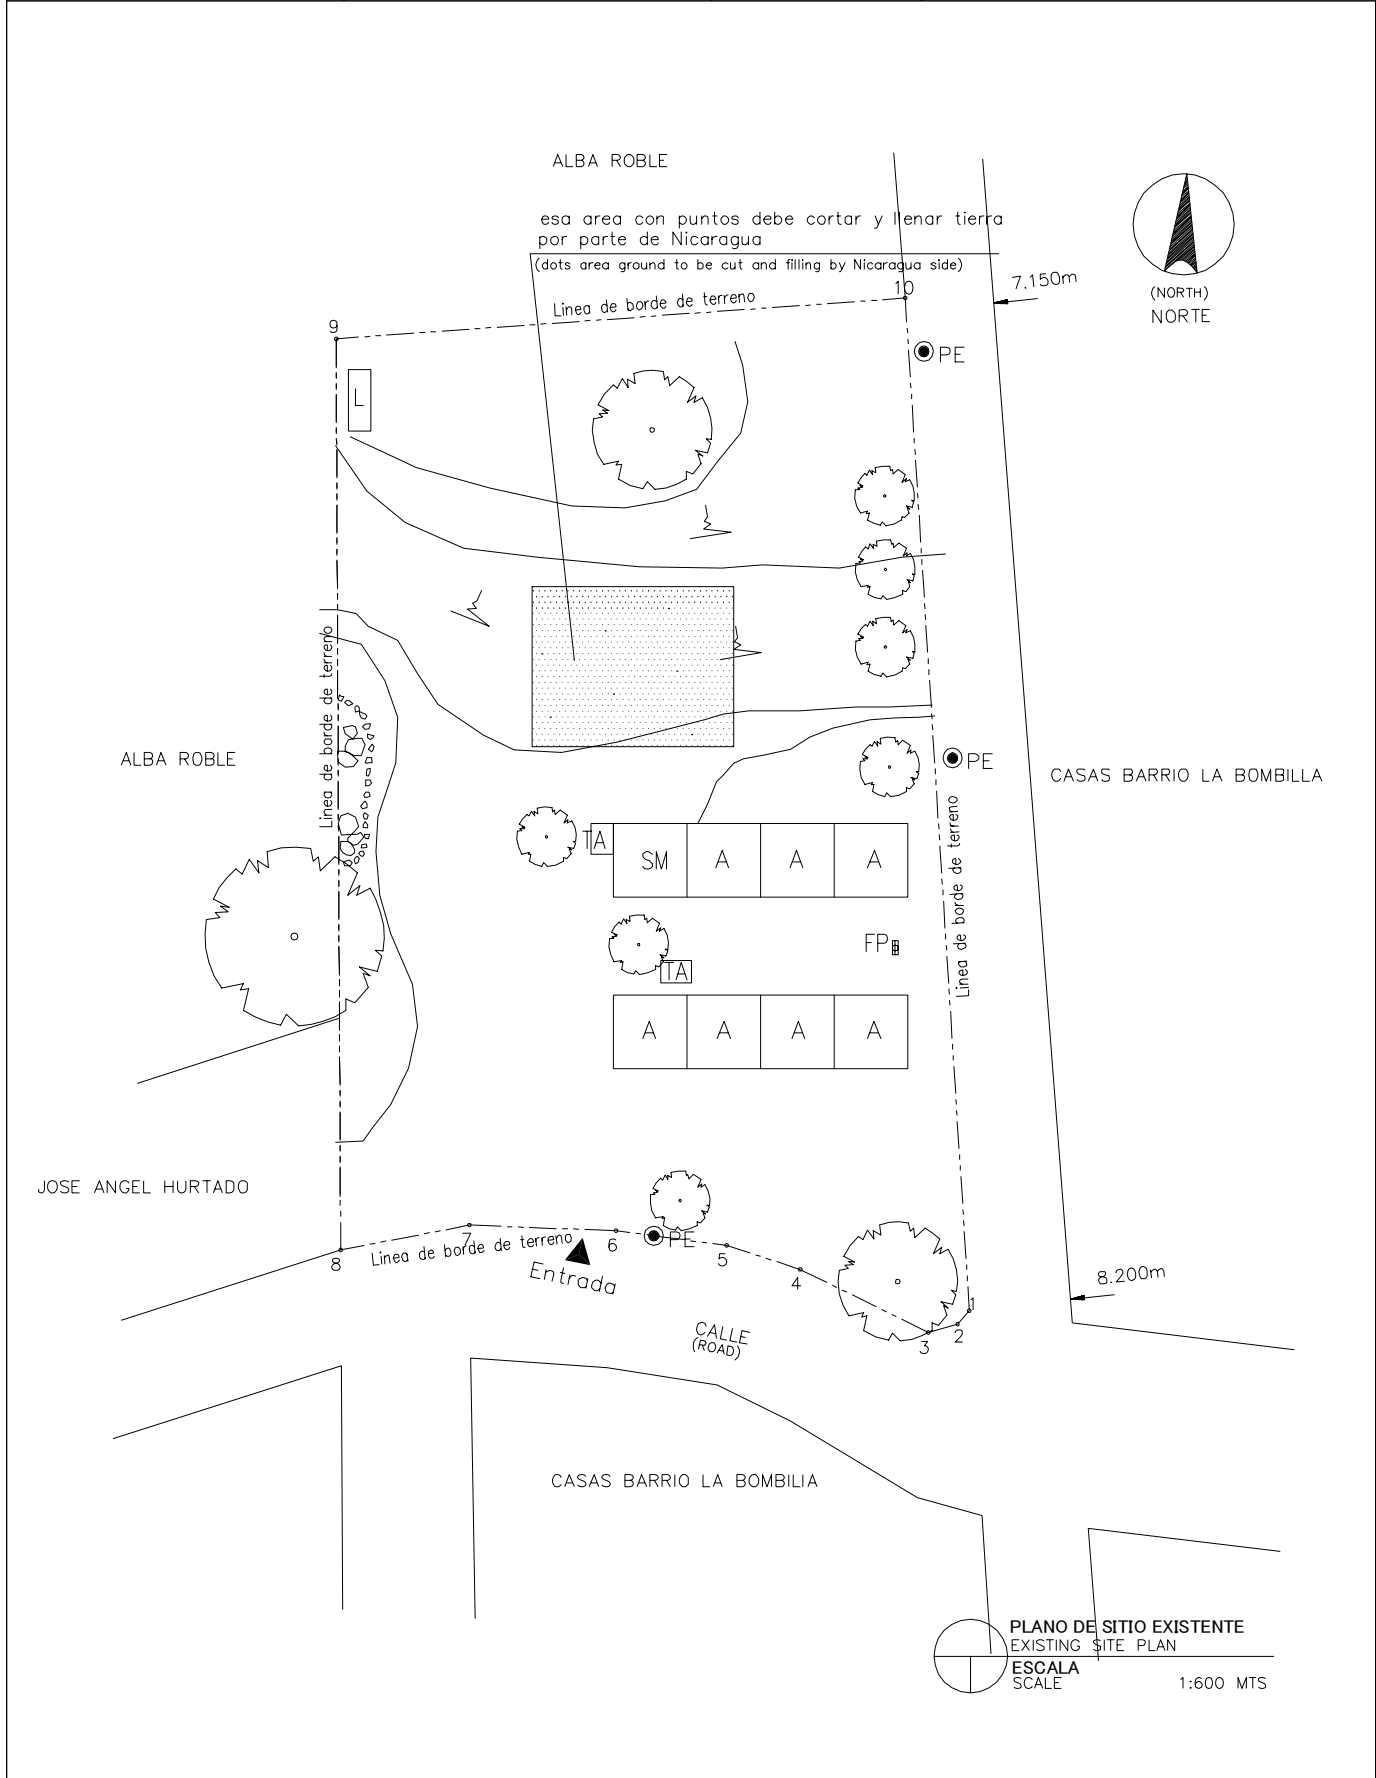 ALBA ROBLE
esa area con puntos debe cortar y llenar tierra
por parte de Nicaragua
(dots area ground to be cut and filling by Nicaragua side)
(NORTH)
NORTE
7.150m
10
Linea de borde de terreno
9
PE
L
Linea de borde de terreno
ALBA ROBLE
PE
CASAS BARRIO LA BOMBILLA
Linea de borde de terreno
TA
SM
A
A
A
FP
TA
A
A
A
A
JOSE ANGEL HURTADO
7
6
PE
5
4
8
Linea de borde de terreno
Entrada
8.200m
1
2
3
CALLE
(ROAD)
CASAS BARRIO LA BOMBILIA
PLANO DE SITIO EXISTENTE
EXISTING SITE PLAN
ESCALA
SCALE 1:600 MTS